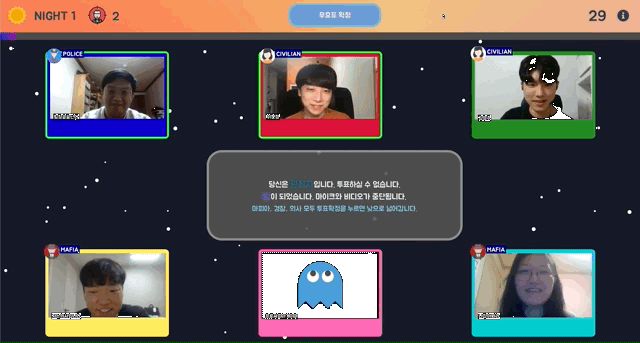 NIGHT 1
2
무효표 확정
29
POLICE
CIVILIAN
CIVILIAN
당신은 입니다. 투표하실 수 없습니다.
이 되었습니다. 마이크와 비디오가 중단됩니다.
마피아, 경찰, 의사 모두 투표확정을 누르면 낮으로 넘어갑니다.
MAFIA
MAFIA